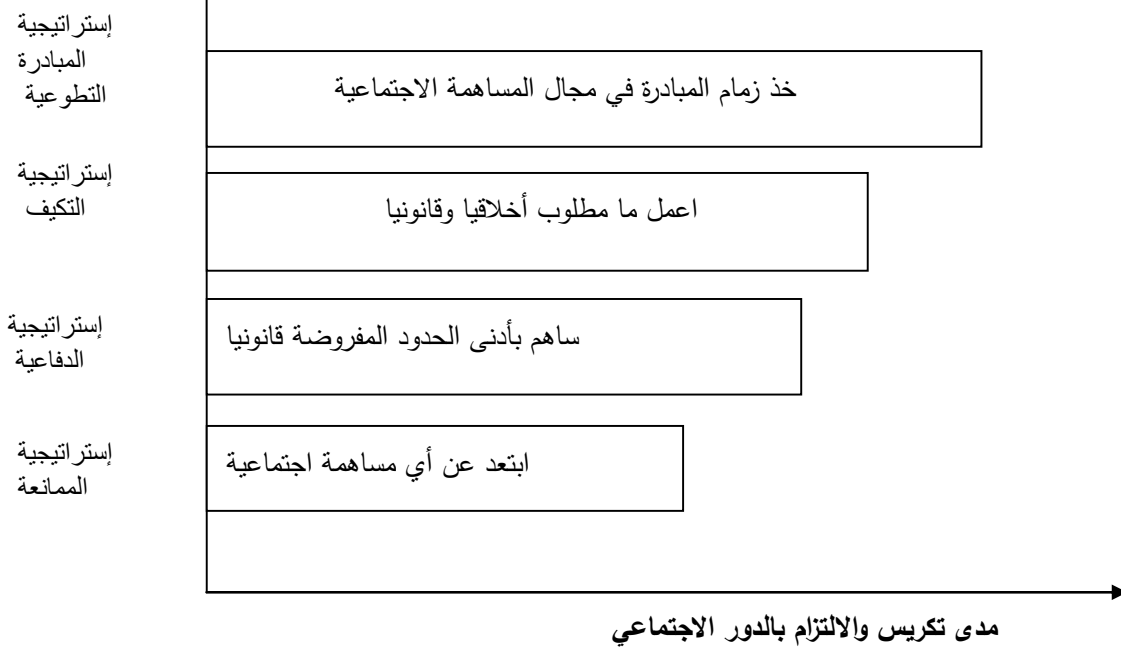 إستراتيجية
المبادرة
التطوعية
خذ زمام المبادرة في مجال المساهمة الاجتماعية
إستراتيجية
التكيف
اعمل ما مطلوب أخلاقيا وقانونيا
إستراتيجية
الدفاعية
ساهم بأدنى الحدود المفروضة قانونيا
إستراتيجية
الممانعة
ابتعد عن أي مساهمة اجتماعية
مدى تكريس والالتزام بالدور الاجتماعي